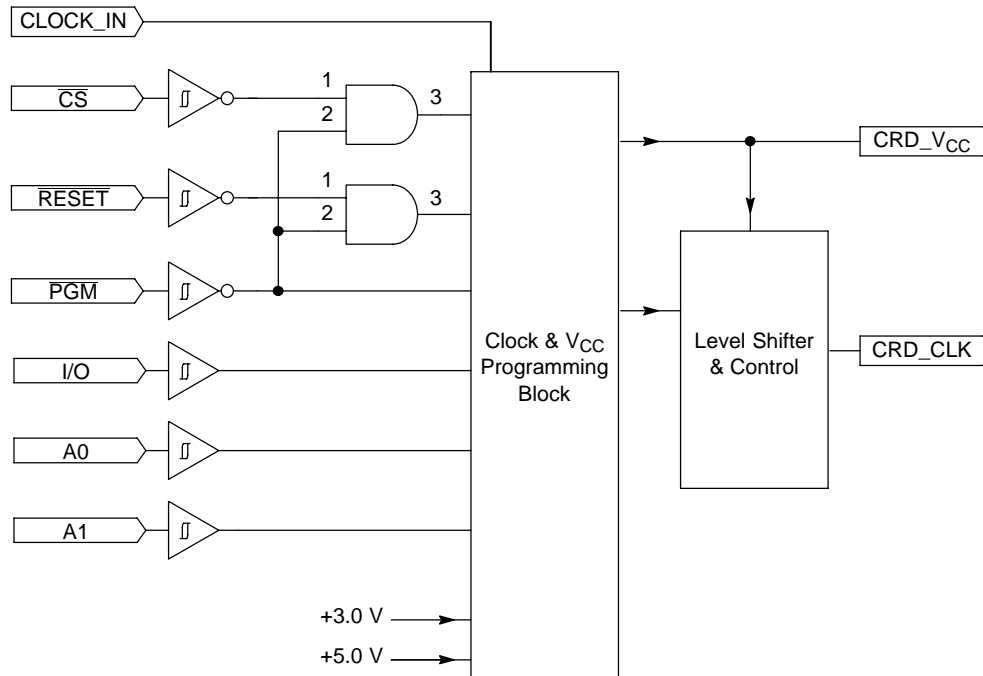 CLOCK_IN
CS
1
2
3
RESET
1
2
3
PGM
I/O
A0
A1
+3.0 V
+5.0 V
Clock & VCC
Programming
Block
CRD_VCC
Level Shifter
& Control
CRD_CLK